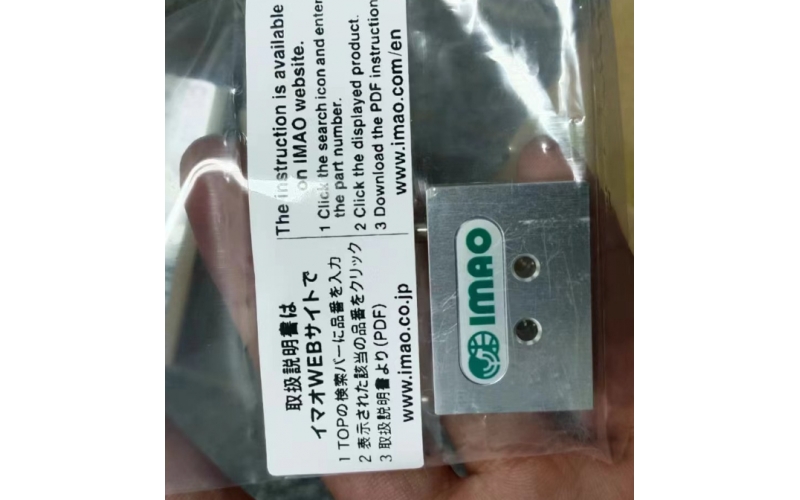 取扱説明書は
イマオWEBサイトで
1 TOPの検索バーに品番を入力
2 表示された該当の品番をクリック
3 取扱説明書より(PDF)
www.imao.co.jp
The instruction is available
on IMAO website.
1 Click the search icon and enter
the part number.
2 Click the displayed product.
3 Download the PDF instruction
www.imao.com/en
IMAO